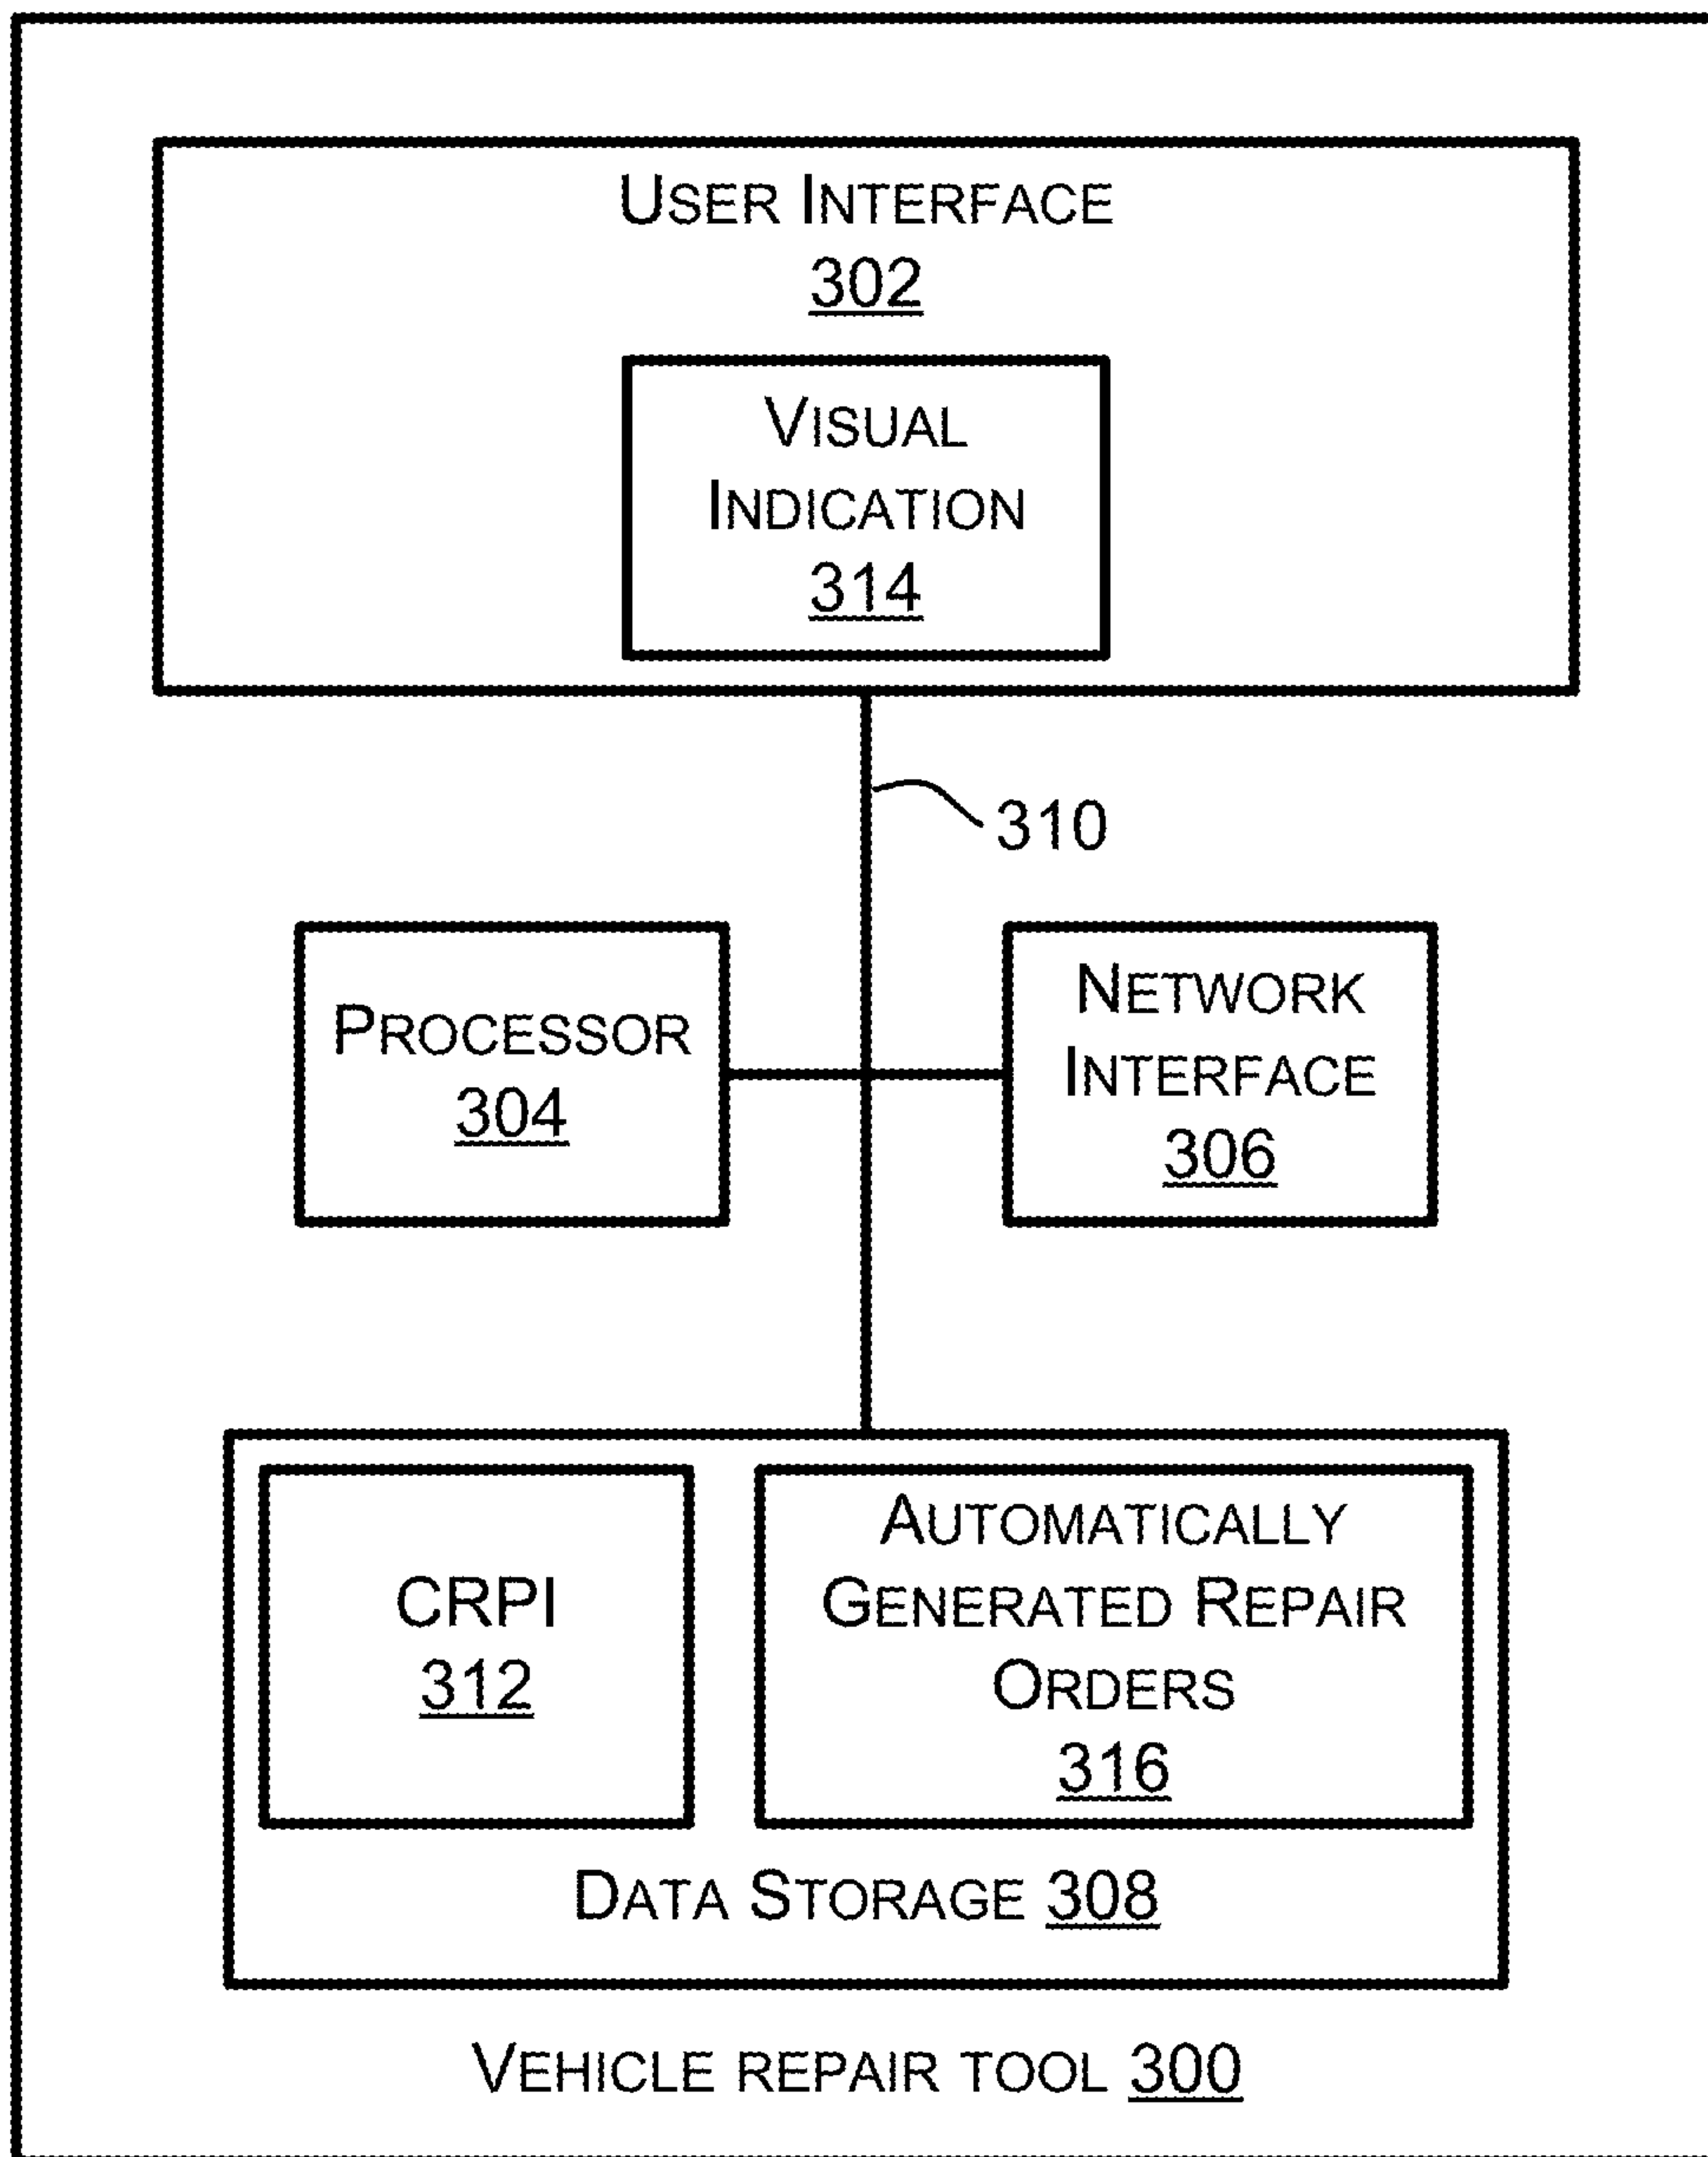 USER INTERFACE
302
VISUAL
INDICATION
314
310
PROCESSOR
304
NETWORK
INTERFACE
306
CRPI
312
AUTOMATICALLY
GENERATED REPAIR
ORDERS
316
DATA STORAGE 308
VEHICLE REPAIR TOOL 300